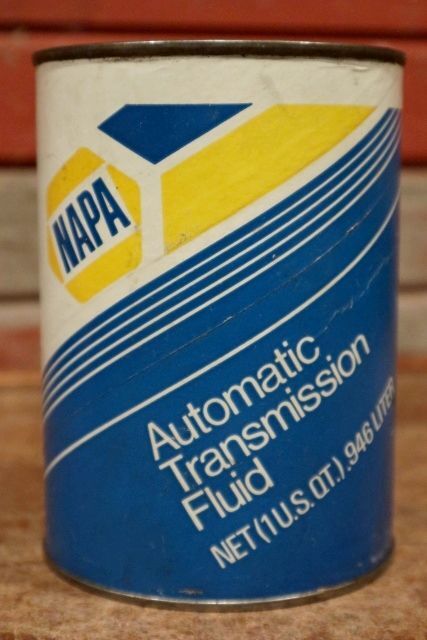 NAPA
Automatic
Transmission
Fluid
NET (1 U.S. QT.) .946 LITER